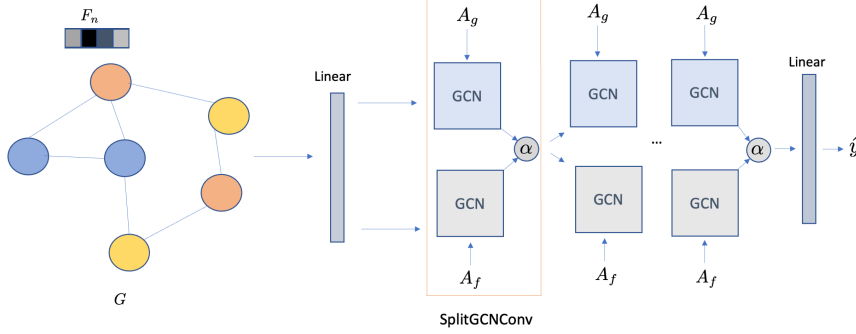 F_n
G
Linear
A_g
GCN
α
GCN
A_f
SplitGCNConv
A_g
GCN
GCN
A_f
...
A_g
GCN
α
GCN
A_f
Linear
ŷ